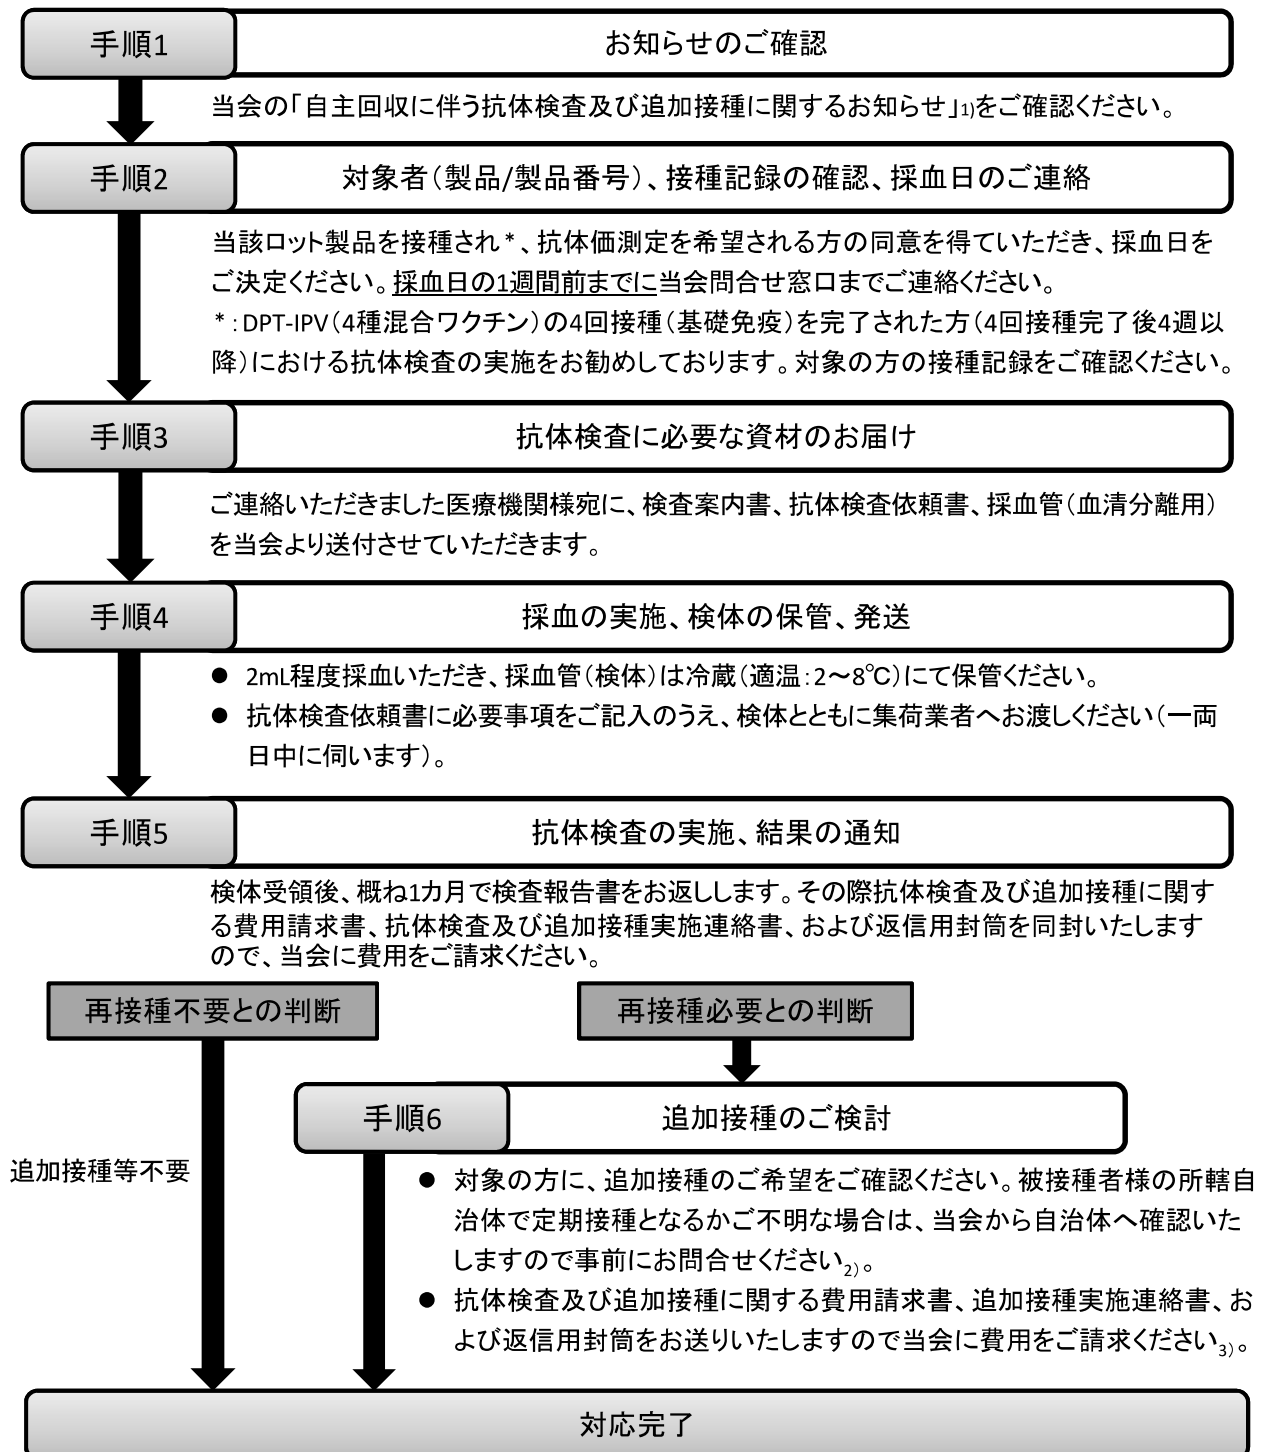 手順1
お知らせのご確認
当会の「自主回収に伴う抗体検査及び追加接種に関するお知らせ」1)をご確認ください。
手順2
対象者(製品/製品番号)、接種記録の確認、採血日のご連絡
当該ロット製品を接種され*、抗体価測定を希望される方の同意を得ていただき、採血日を
ご決定ください。採血日の1週間前までに当会問合せ窓口までご連絡ください。
*:DPT-IPV(4種混合ワクチン)の4回接種(基礎免疫)を完了された方(4回接種完了後4週以
降)における抗体検査の実施をお勧めしております。対象の方の接種記録をご確認ください。
手順3
抗体検査に必要な資材のお届け
ご連絡いただきました医療機関様宛に、検査案内書、抗体検査依頼書、採血管(血清分離用)
を当会より送付させていただきます。
手順4
採血の実施、検体の保管、発送
● 2mL程度採血いただき、採血管(検体)は冷蔵(適温:2~8℃)にて保管ください。
● 抗体検査依頼書に必要事項をご記入のうえ、検体とともに集荷業者へお渡しください(一両
日中に伺います)。
手順5
抗体検査の実施、結果の通知
検体受領後、概ね1カ月で検査報告書をお返しします。その際抗体検査及び追加接種に関す
る費用請求書、抗体検査及び追加接種実施連絡書、および返信用封筒を同封いたします
ので、当会に費用をご請求ください。
再接種不要との判断
再接種必要との判断
手順6
追加接種のご検討
追加接種等不要
● 対象の方に、追加接種のご希望をご確認ください。被接種者様の所轄自
治体で定期接種となるかご不明な場合は、当会から自治体へ確認いた
しますので事前にお問合せください2)。
● 抗体検査及び追加接種に関する費用請求書、追加接種実施連絡書、お
よび返信用封筒をお送りいたしますので当会に費用をご請求ください3)。
対応完了